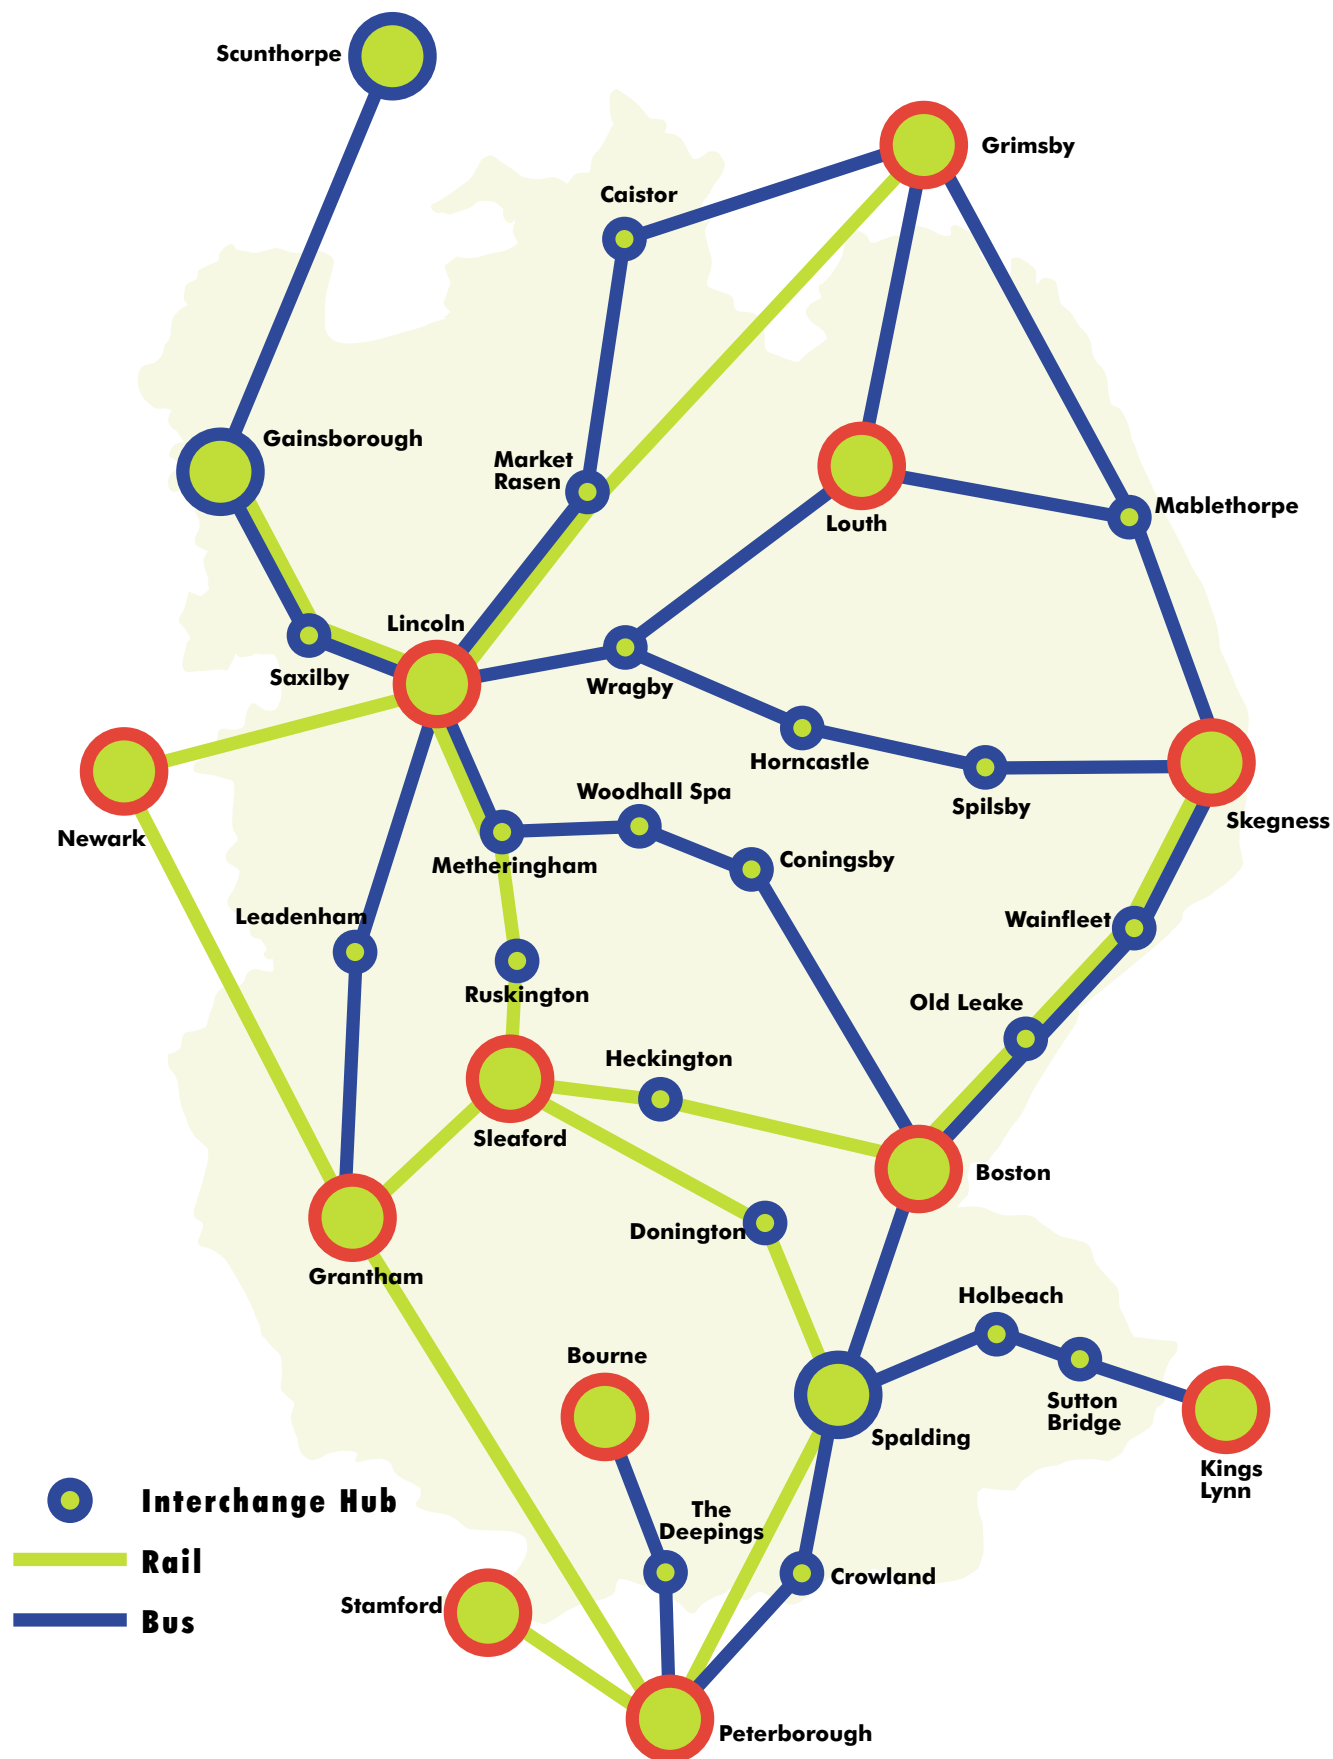 Scunthorpe
Grimsby
Caistor
Gainsborough
Market
Rasen
Mablethorpe
Louth
Lincoln
Saxilby
Wragby
Horncastle
Woodhall Spa
Spilsby
Skegness
Newark
Metheringham
Coningsby
Leadenham
Wainfleet
Ruskington
Old Leake
Heckington
Sleaford
Boston
Donington
Grantham
Holbeach
Bourne
Sutton
Bridge
Spalding
Kings
Lynn
Interchange Hub
The
Deepings
Rail
Crowland
Stamford
Bus
Peterborough